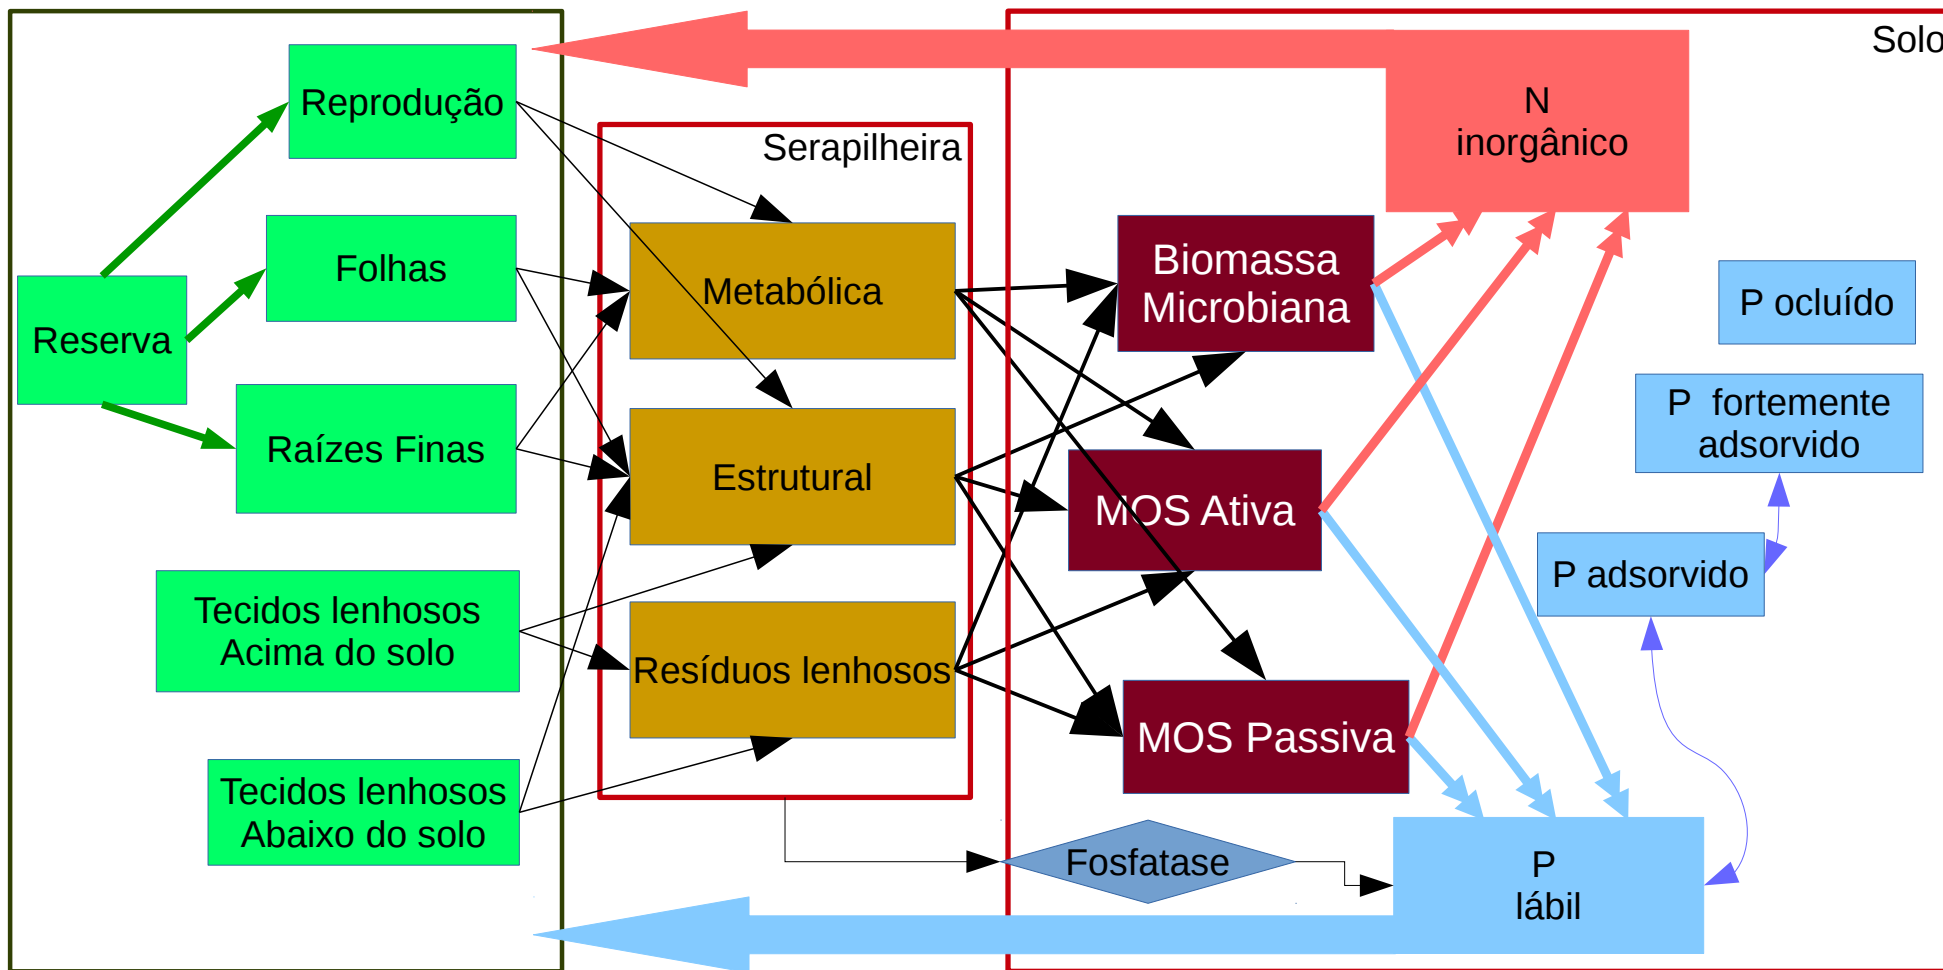 Solo
Reprodução
N
inorgânico
Serapilheira
Folhas
Metabólica
Biomassa
Microbiana
P ocluído
Reserva
Raízes Finas
Estrutural
MOS Ativa
P  fortemente
adsorvido
P adsorvido
Tecidos lenhosos
Acima do solo
Resíduos lenhosos
MOS Passiva
Tecidos lenhosos
Abaixo do solo
Fosfatase
P
lábil